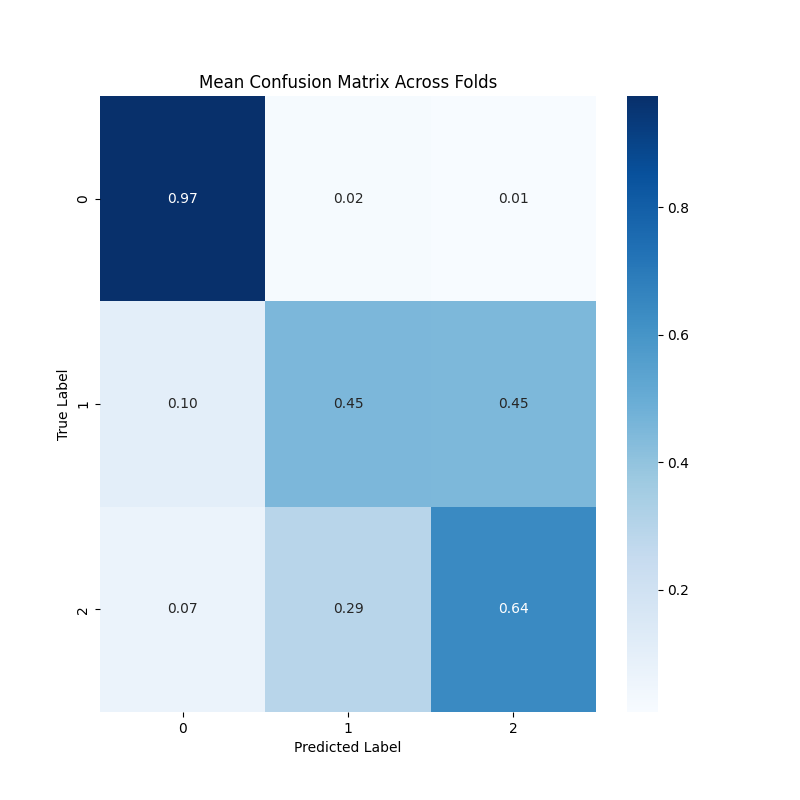 Mean Confusion Matrix Across Folds
True Label
0 0.97 0.02 0.01
1 0.10 0.45 0.45
2 0.07 0.29 0.64
0 1 2
Predicted Label
0.8
0.6
0.4
0.2